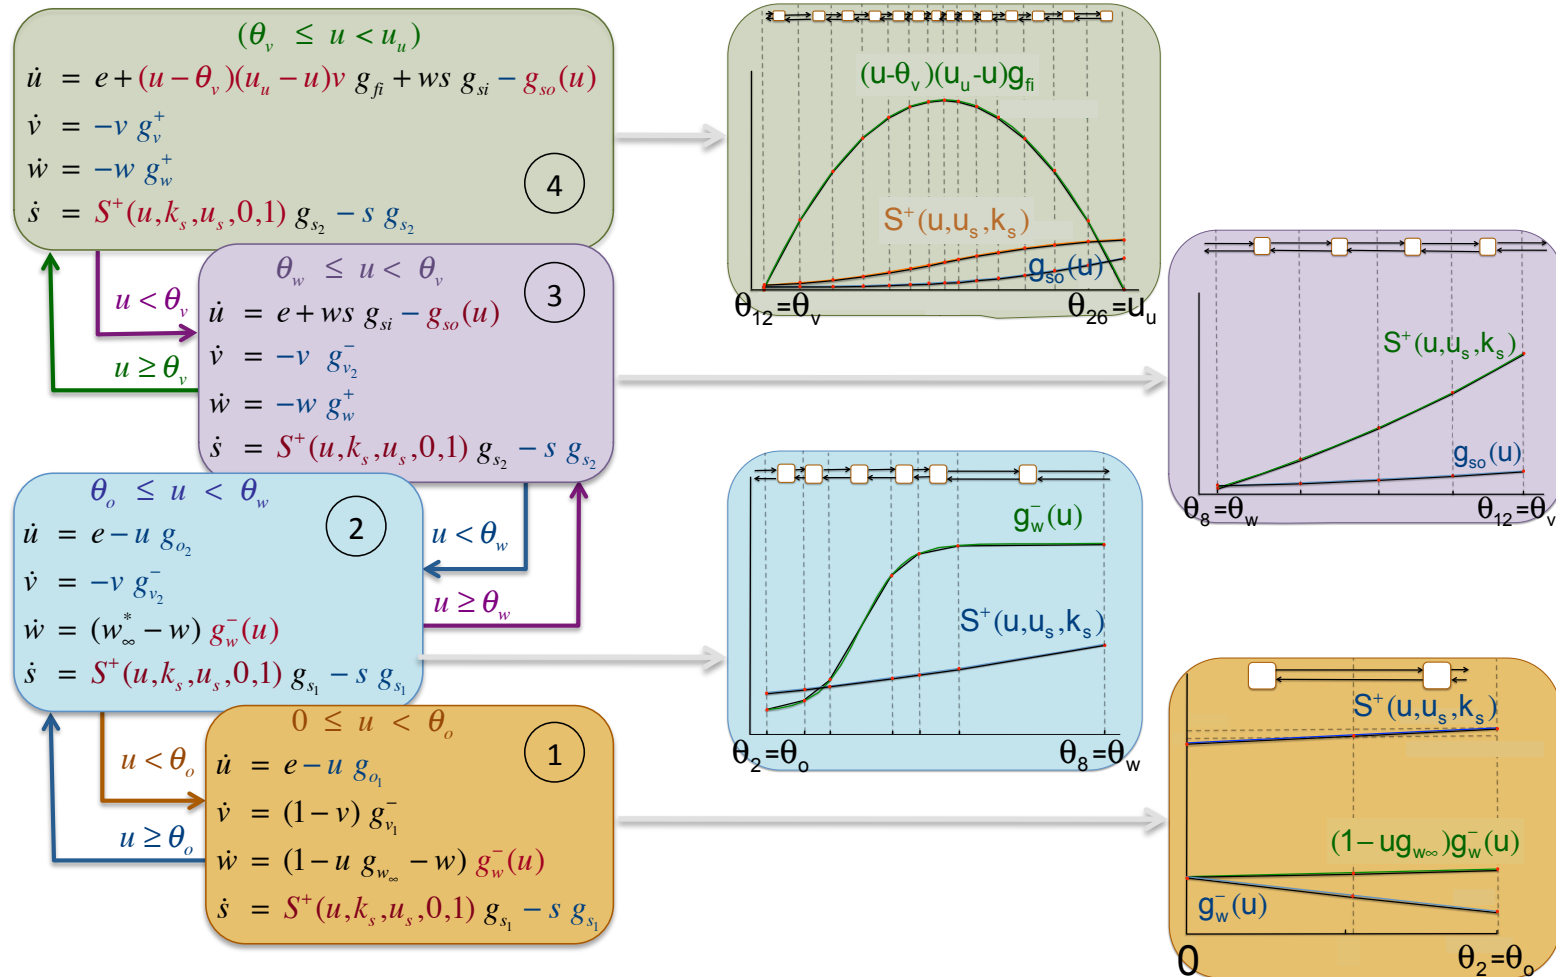 (θ_v ≤ u < u_u)
u̇ = e + (u − θ_v)(u_u − u)v g_fi + ws g_si − g_so(u)
v̇ = −v g_v^+
ẇ = −w g_w^+
ṡ = S^+(u,k_s,u_s,0,1) g_s₂ − s g_s₂
4
u < θ_v
u ≥ θ_v
θ_w ≤ u < θ_v
3
u̇ = e + ws g_si − g_so(u)
v̇ = −v g_v₂^−
ẇ = −w g_w^+
ṡ = S^+(u,k_s,u_s,0,1) g_s₂ − s g_s₂
θ_o ≤ u < θ_w
2
u̇ = e − u g_o₂
v̇ = −v g_v₂^−
ẇ = (w_∞^* − w) g_w^−(u)
ṡ = S^+(u,k_s,u_s,0,1) g_s₁ − s g_s₁
u < θ_w
u ≥ θ_w
u < θ_o
u ≥ θ_o
0 ≤ u < θ_o
1
u̇ = e − u g_o₁
v̇ = (1 − v) g_v₁^−
ẇ = (1 − u g_w∞ − w) g_w^−(u)
ṡ = S^+(u,k_s,u_s,0,1) g_s₁ − s g_s₁
(u-θ_v)(u_u-u)g_fi
S^+(u,u_s,k_s)
g_so(u)
θ_12=θ_v
θ_26=u_u
S^+(u,u_s,k_s)
g_so(u)
θ_8=θ_w
θ_12=θ_v
g_w^−(u)
S^+(u,u_s,k_s)
θ_2=θ_o
θ_8=θ_w
S^+(u,u_s,k_s)
(1−ug_w∞)g_w^−(u)
g_w^−(u)
0
θ_2=θ_o